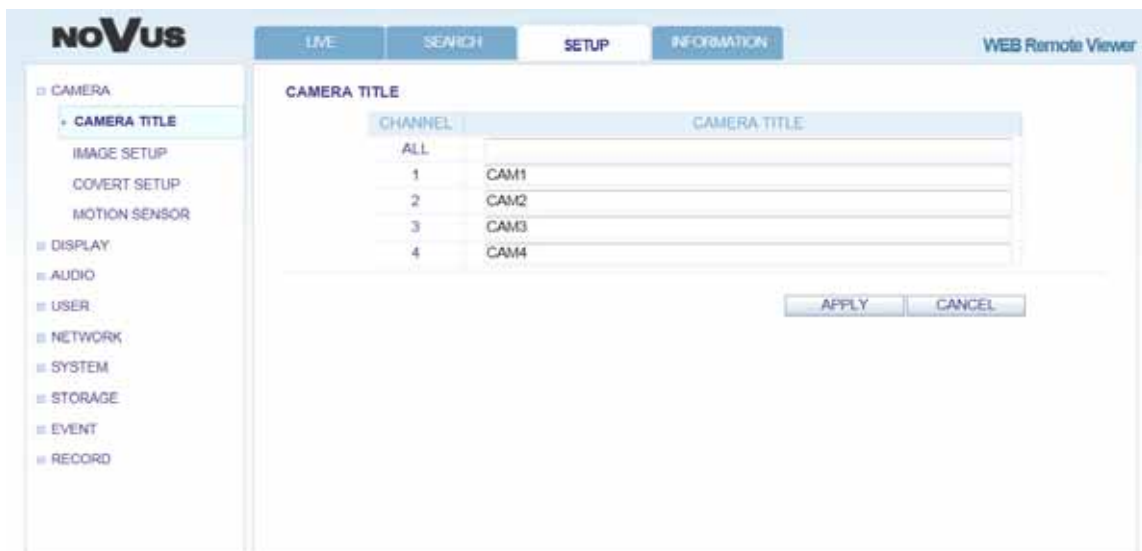 NOVUS
LIVE SEARCH SETUP INFORMATION
WEB Remote Viewer
CAMERA
CAMERA TITLE
IMAGE SETUP
COVERT SETUP
MOTION SENSOR
DISPLAY
AUDIO
USER
NETWORK
SYSTEM
STORAGE
EVENT
RECORD
CAMERA TITLE
CHANNEL CAMERA TITLE
ALL
1 CAM1
2 CAM2
3 CAM3
4 CAM4
APPLY CANCEL